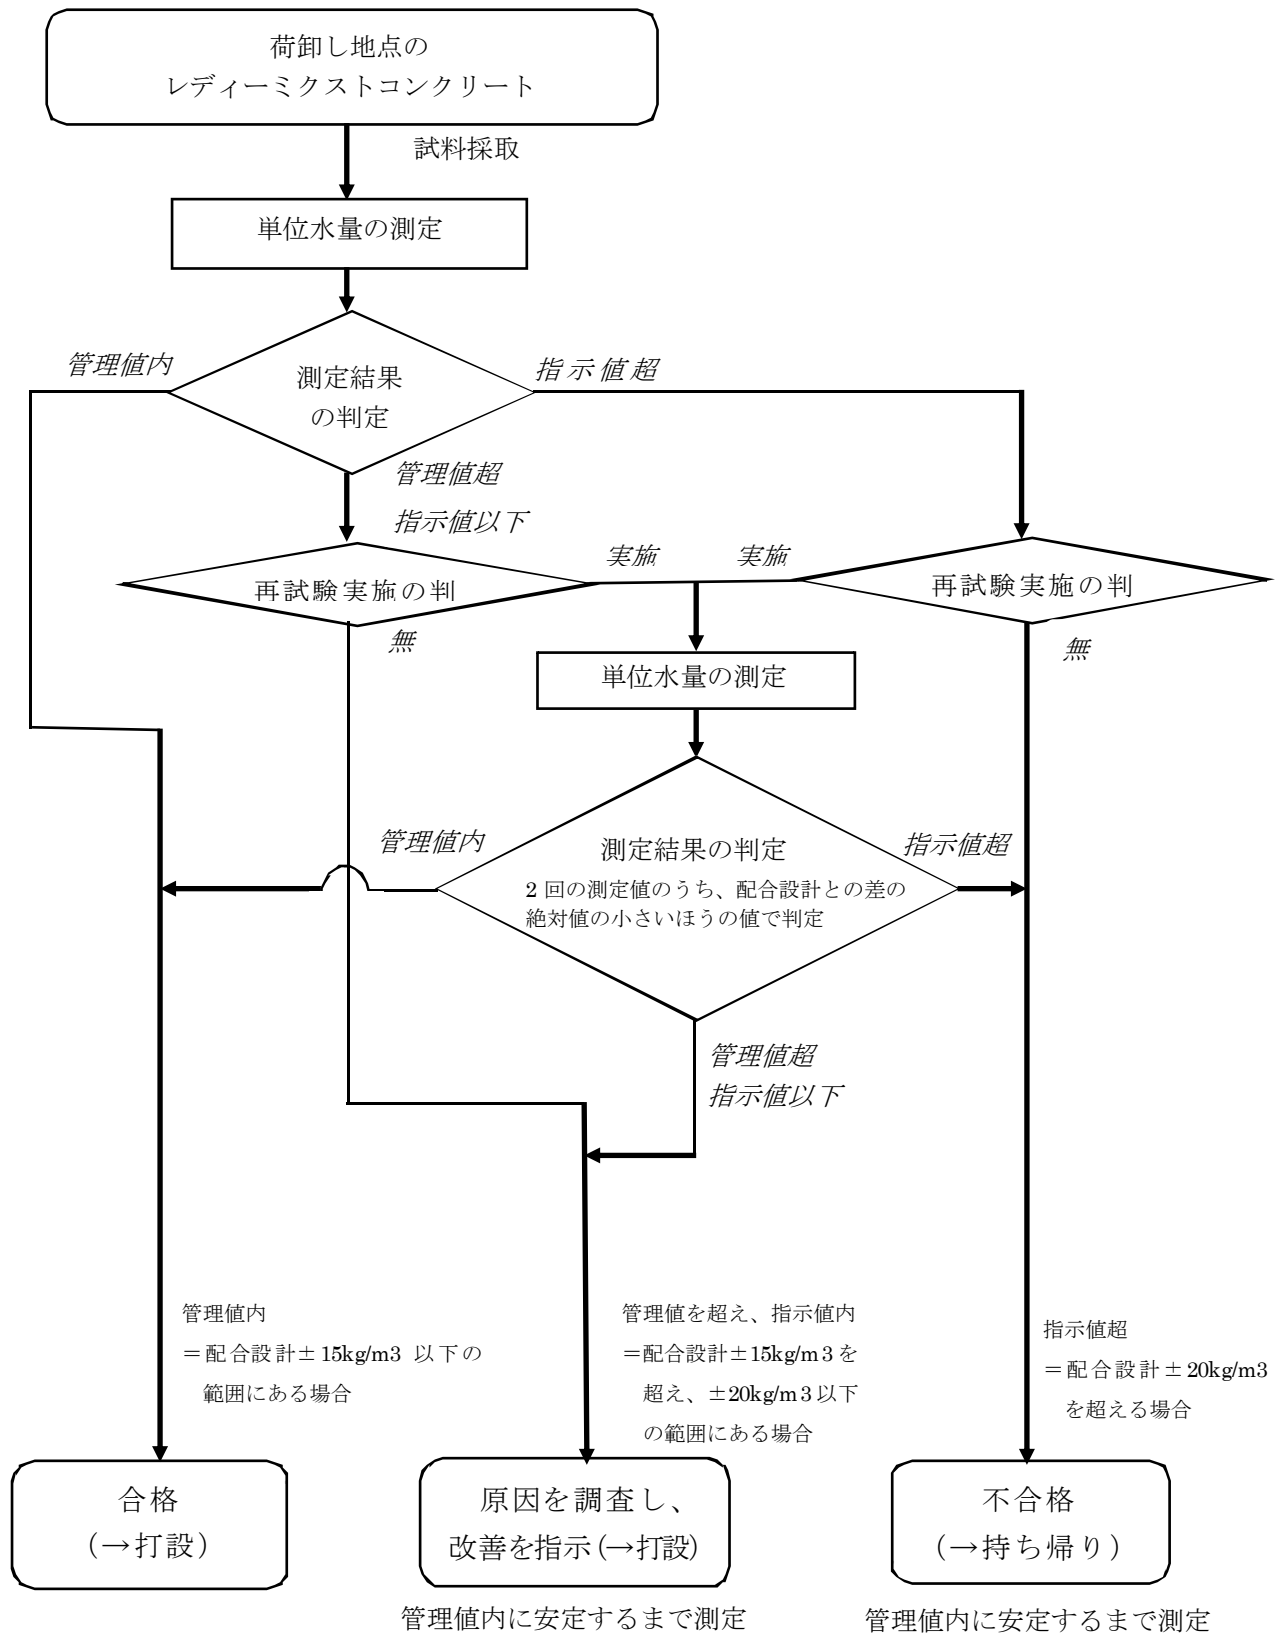 荷卸し地点の
レディーミクストコンクリート
試料採取
単位水量の測定
管理値内
測定結果
の判定
指示値超
管理値超
指示値以下
再試験実施の判
実施
実施
再試験実施の判
無
無
単位水量の測定
管理値内
測定結果の判定
2 回の測定値のうち、配合設計との差の
絶対値の小さいほうの値で判定
指示値超
管理値超
指示値以下
管理値内
＝配合設計±15kg/m3 以下の
範囲にある場合
管理値を超え、指示値内
＝配合設計±15kg/m3を
超え、±20kg/m3以下
の範囲にある場合
指示値超
＝配合設計±20kg/m3
を超える場合
合格
（→打設）
原因を調査し、
改善を指示(→打設)
不合格
（→持ち帰り）
管理値内に安定するまで測定
管理値内に安定するまで測定